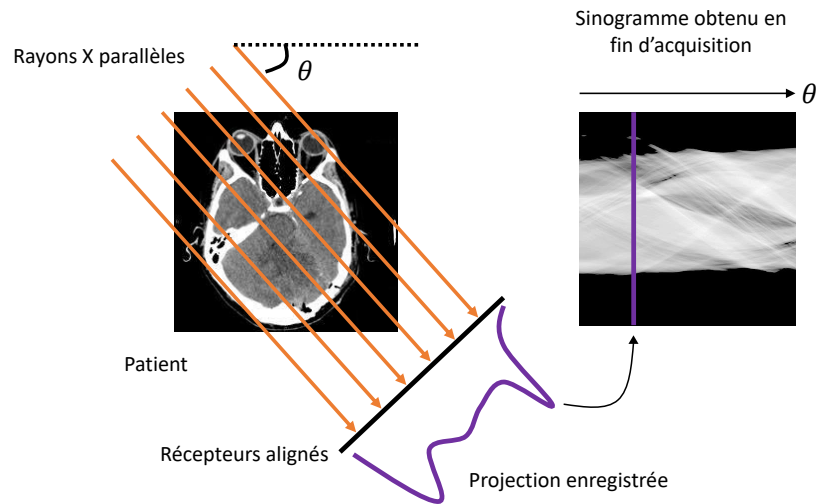 Sinogramme obtenu en
fin d’acquisition
Rayons X parallèles
θ
θ
Patient
Récepteurs alignés
Projection enregistrée